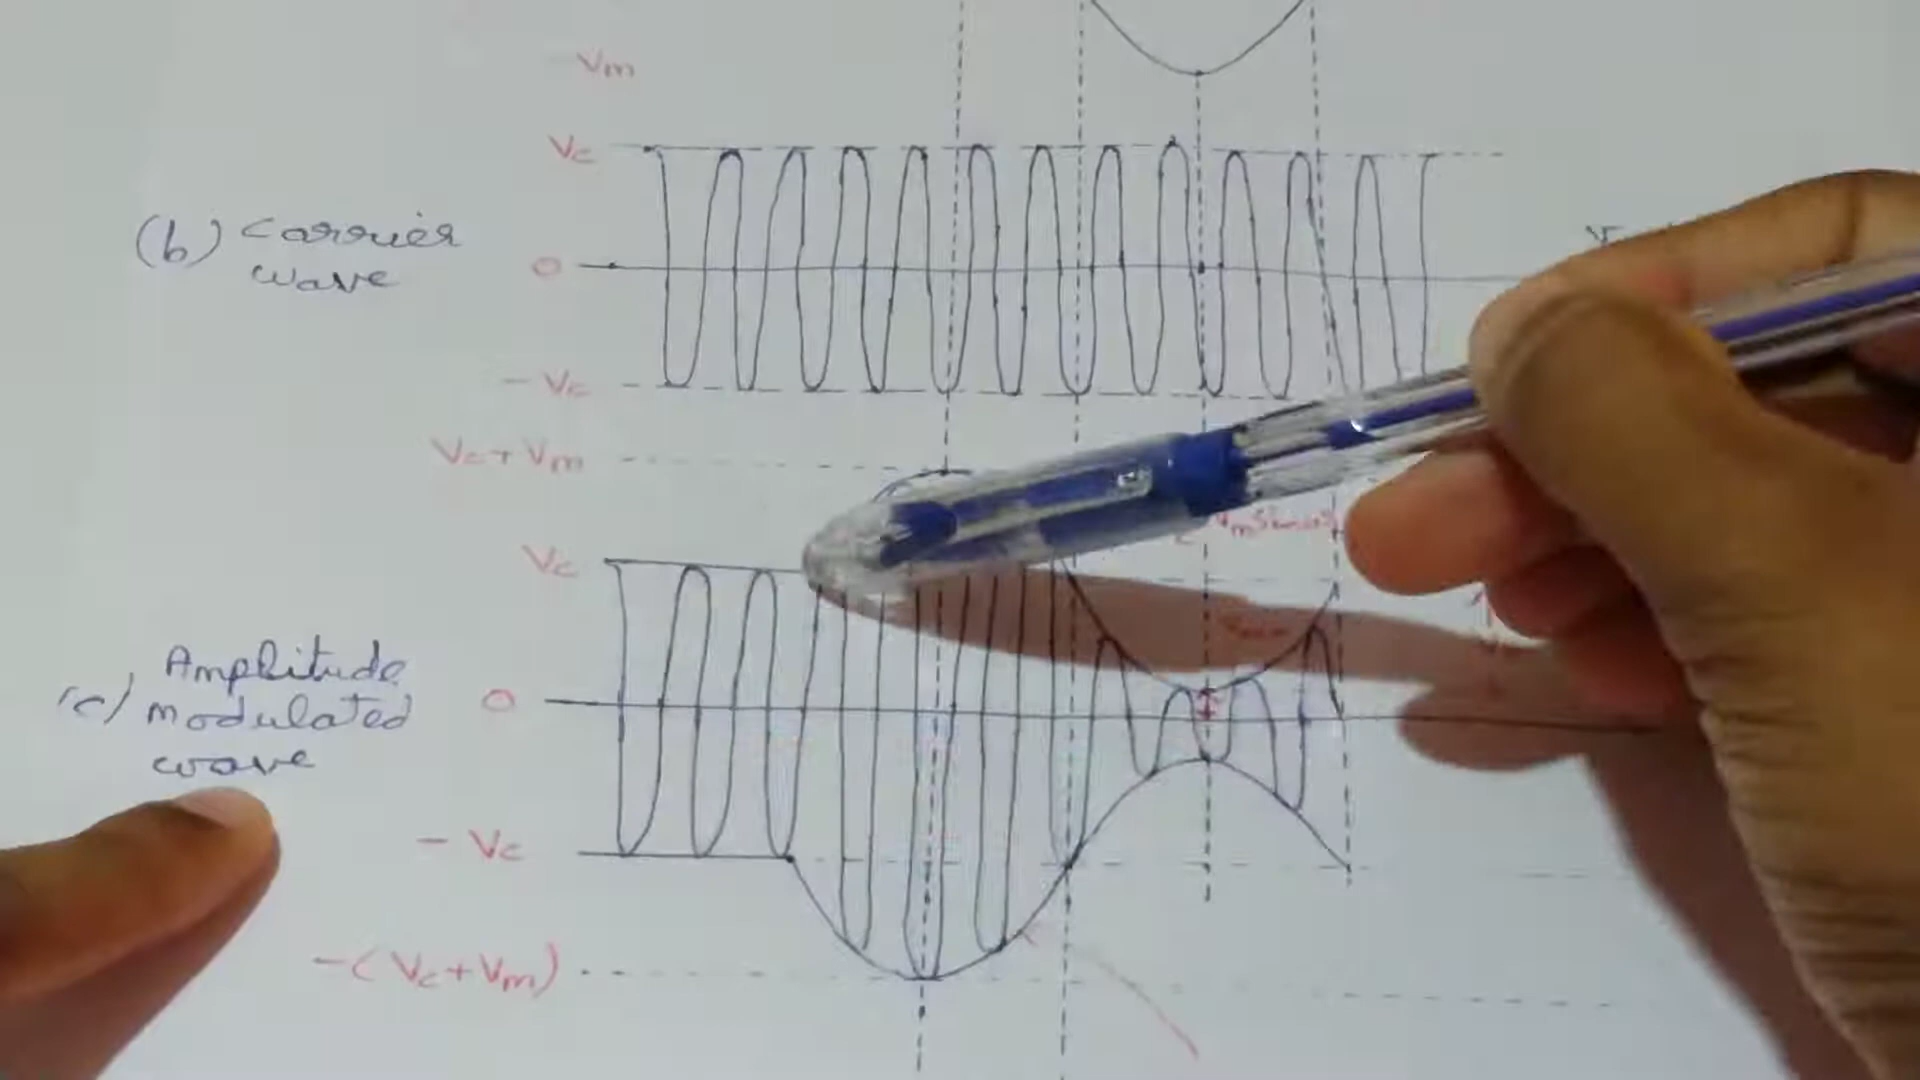 Vm
Vc
(b) Carrier
wave
0
- Vc
Vc + Vm
Vc
Amplitude
(c) modulated
wave
0
- Vc
-( Vc + Vm )